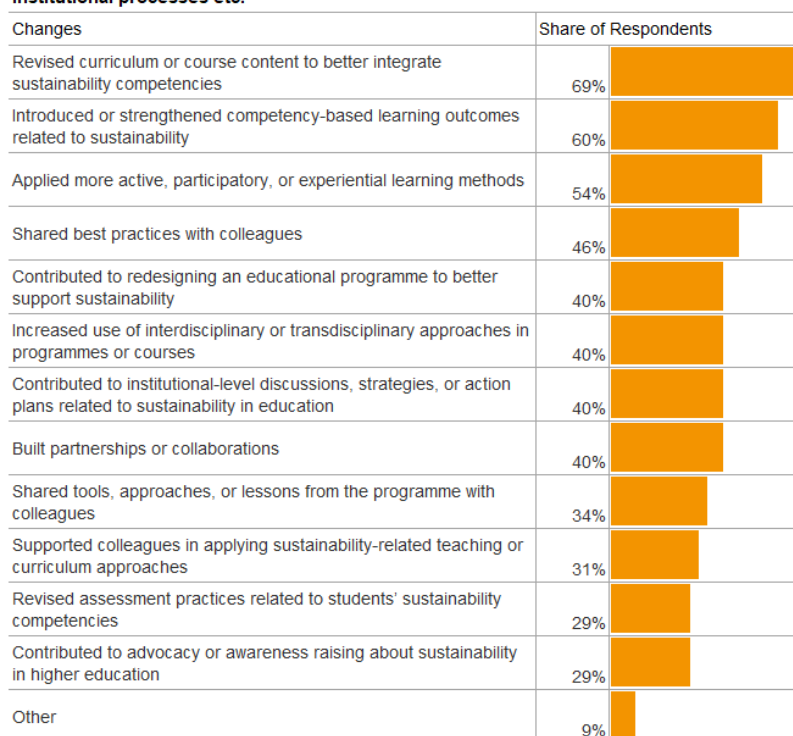 institutional processes etc.
Changes Share of Respondents
Revised curriculum or course content to better integrate
sustainability competencies
69%
Introduced or strengthened competency-based learning outcomes
related to sustainability
60%
Applied more active, participatory, or experiential learning methods
54%
Shared best practices with colleagues
46%
Contributed to redesigning an educational programme to better
support sustainability
40%
Increased use of interdisciplinary or transdisciplinary approaches in
programmes or courses
40%
Contributed to institutional-level discussions, strategies, or action
plans related to sustainability in education
40%
Built partnerships or collaborations
40%
Shared tools, approaches, or lessons from the programme with
colleagues
34%
Supported colleagues in applying sustainability-related teaching or
curriculum approaches
31%
Revised assessment practices related to students' sustainability
competencies
29%
Contributed to advocacy or awareness raising about sustainability
in higher education
29%
Other
9%